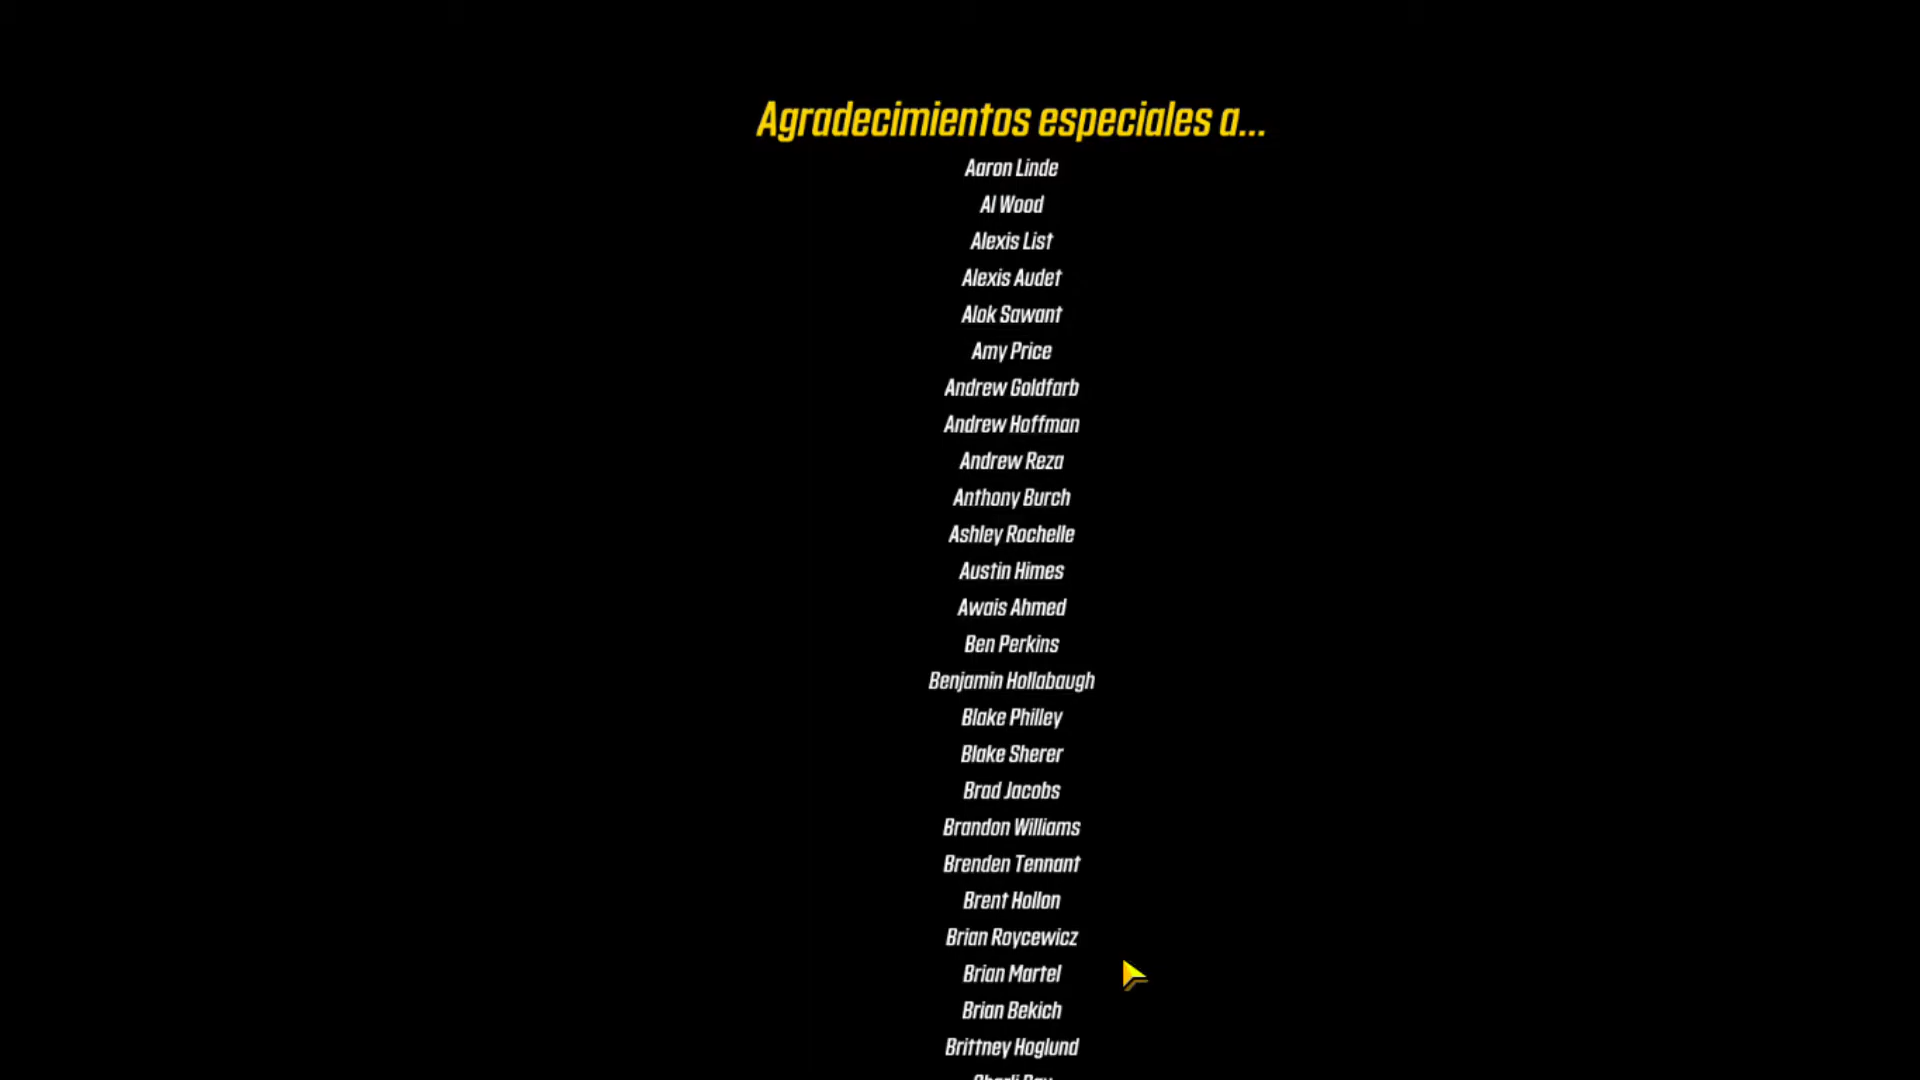 Agradecimientos especiales a...
Aaron Linde
Al Wood
Alexis List
Alexis Audet
Alok Sawant
Amy Price
Andrew Goldfarb
Andrew Hoffman
Andrew Reza
Anthony Burch
Ashley Rochelle
Austin Himes
Awais Ahmed
Ben Perkins
Benjamin Hollabaugh
Blake Philley
Blake Sherer
Brad Jacobs
Brandon Williams
Brenden Tennant
Brent Hollon
Brian Roycewicz
Brian Martel
Brian Bekich
Brittney Hoglund